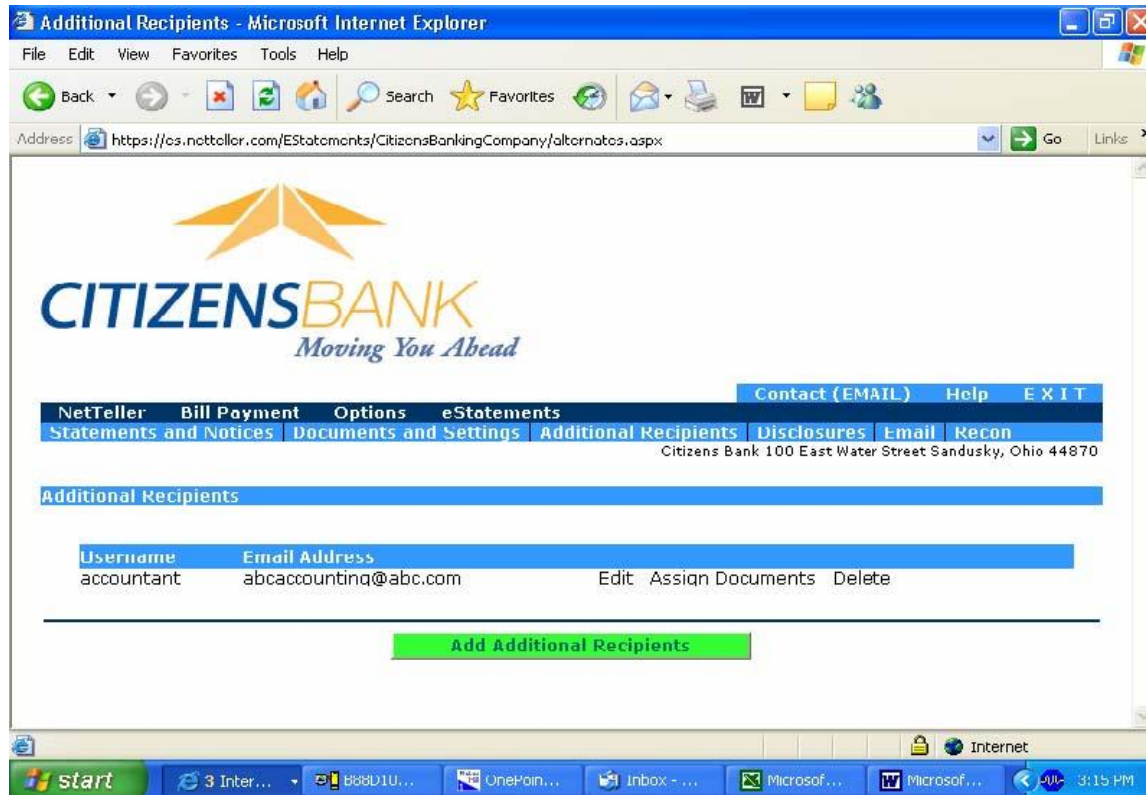 Additional Recipients - Microsoft Internet Explorer
File Edit View Favorites Tools Help
Back Search Favorites
Address https://es.netteller.com/EStatements/CitizensBankingCompany/alternates.aspx Go Links
CITIZENSBANK
Moving You Ahead
Contact (EMAIL) Help EXIT
NetTeller Bill Payment Options eStatements
Statements and Notices Documents and Settings Additional Recipients Disclosures Email Recon
Citizens Bank 100 East Water Street Sandusky, Ohio 44870
Additional Recipients
Username Email Address
accountant abcaccounting@abc.com Edit Assign Documents Delete
Add Additional Recipients
Internet
start 3 Inter... OnePoin... Inbox - ... Microsof... Microsof... 3:15 PM